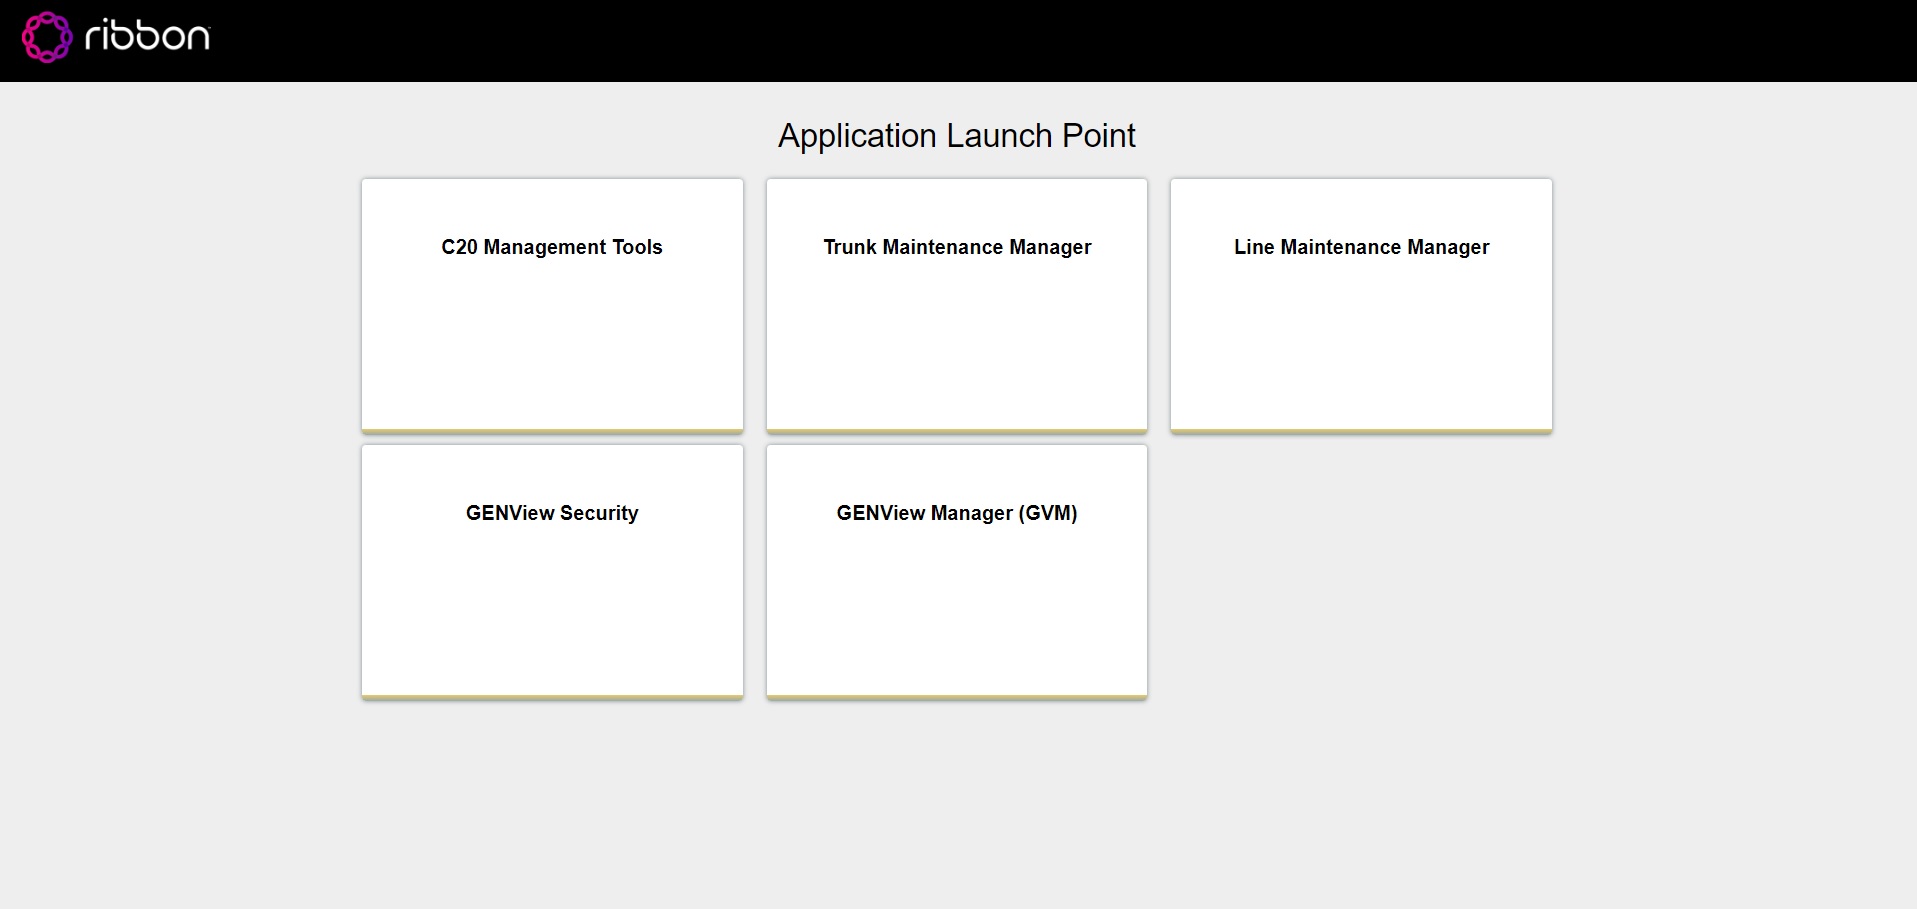 ribbon
Application Launch Point
C20 Management Tools
Trunk Maintenance Manager
Line Maintenance Manager
GENView Security
GENView Manager (GVM)